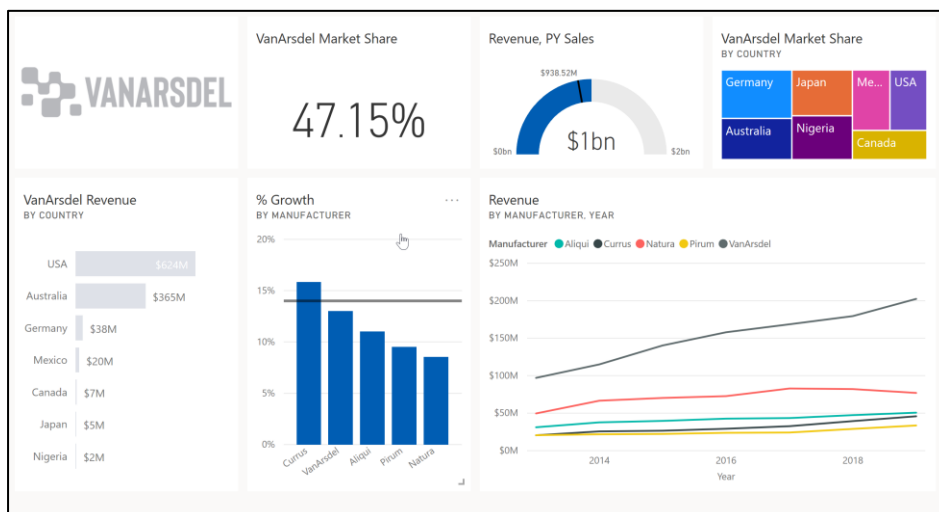 VANARSDEL
VanArsdel Market Share
47.15%
Revenue, PY Sales
$938.52M
$0bn
$1bn
$2bn
VanArsdel Market Share
BY COUNTRY
Germany
Japan
Me...
USA
Australia
Nigeria
Canada
VanArsdel Revenue
BY COUNTRY
USA $624M
Australia $365M
Germany $38M
Mexico $20M
Canada $7M
Japan $5M
Nigeria $2M
% Growth
...
BY MANUFACTURER
20%
15%
10%
5%
0%
Currus
VanArsdel
Aliqui
Pirum
Natura
Revenue
BY MANUFACTURER, YEAR
Manufacturer Aliqui Currus Natura Pirum VanArsdel
$250M
$200M
$150M
$100M
$50M
$0M
2014 2016 2018
Year